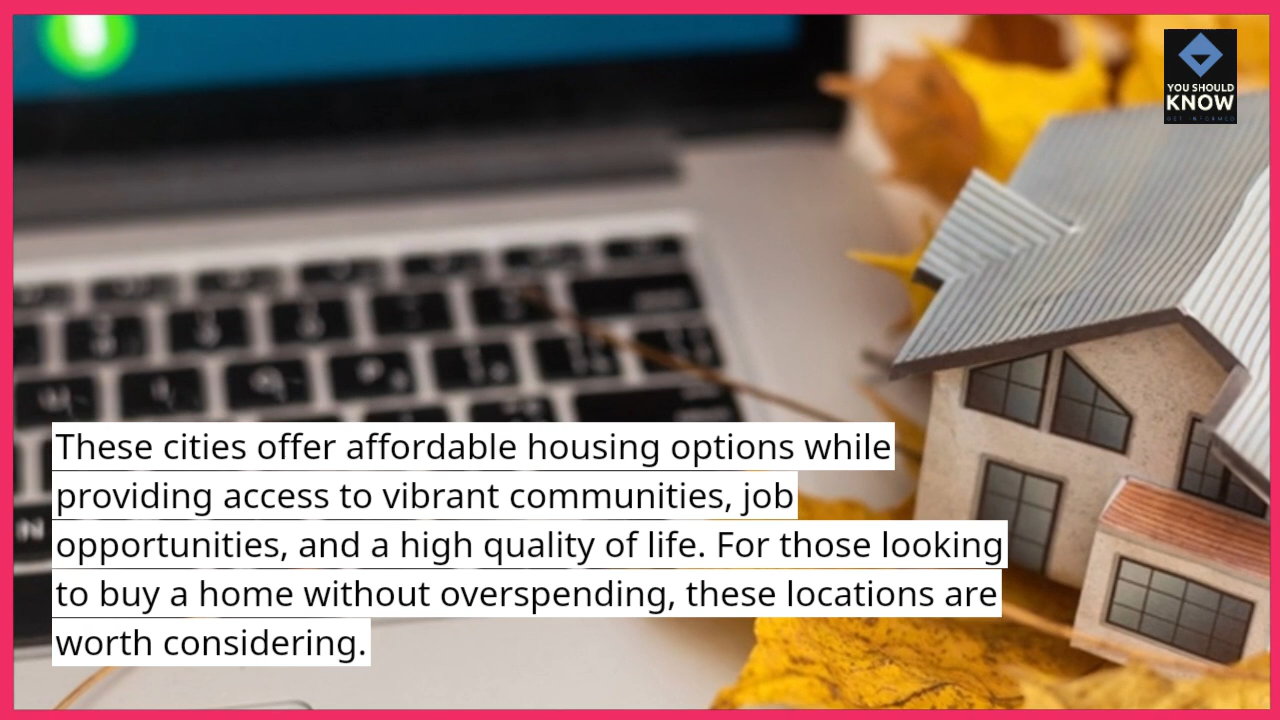 YOU SHOULD
KNOW
GET INFORMED
These cities offer affordable housing options while
providing access to vibrant communities, job
opportunities, and a high quality of life. For those looking
to buy a home without overspending, these locations are
worth considering.
N